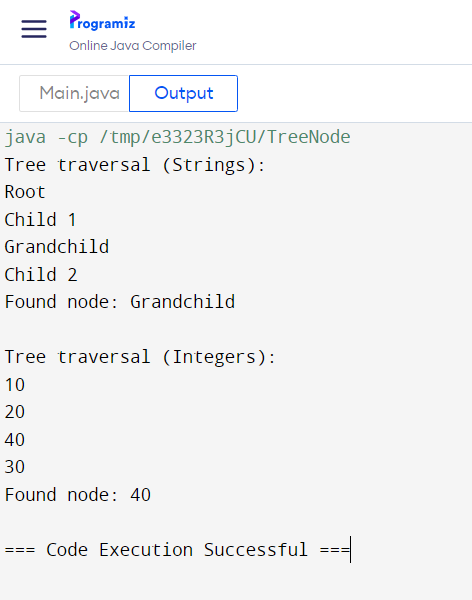 Programiz
Online Java Compiler
Main.java
Output
java -cp /tmp/e3323R3jCU/TreeNode
Tree traversal (Strings):
Root
Child 1
Grandchild
Child 2
Found node: Grandchild
Tree traversal (Integers):
10
20
40
30
Found node: 40
=== Code Execution Successful ===